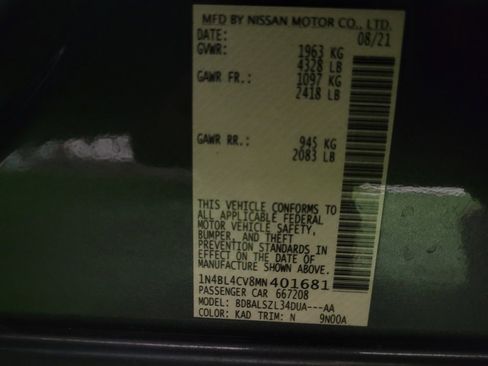 MFD BY NISSAN MOTOR CO., LTD.
DATE: 08/21
GVWR: 1963 KG
4328 LB
GAWR FR.: 1097 KG
2418 LB
GAWR RR.: 945 KG
2083 LB
THIS VEHICLE CONFORMS TO
ALL APPLICABLE FEDERAL
MOTOR VEHICLE SAFETY,
BUMPER, AND THEFT
PREVENTION STANDARDS IN
EFFECT ON THE DATE OF
MANUFACTURE SHOWN ABOVE.
1N4BL4CV8MN401681
PASSENGER CAR 667208
MODEL: BDBALSZL34DUA---AA
COLOR: KAD TRIM: N 9N00A